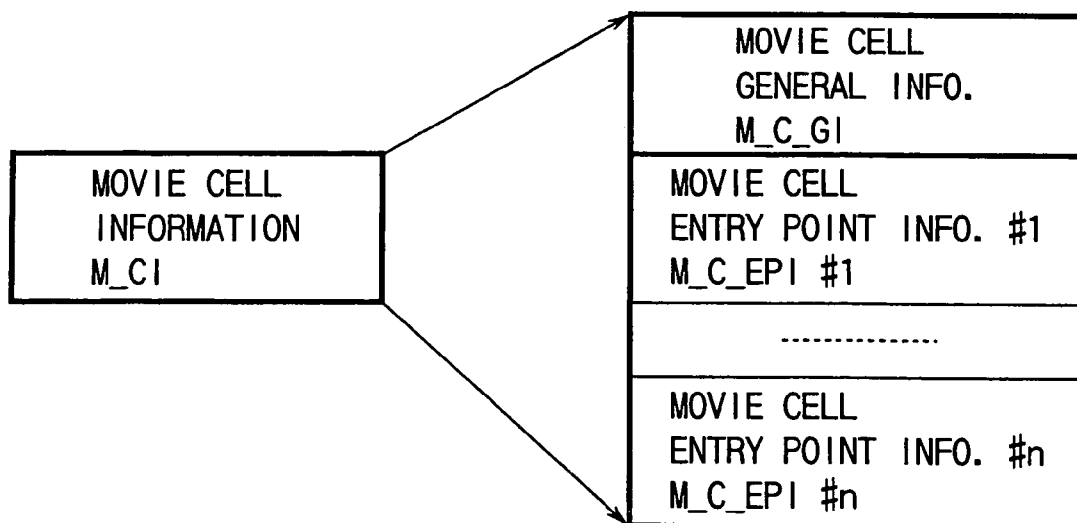 MOVIE CELL
INFORMATION
M_CI
MOVIE CELL
GENERAL INFO.
M_C_GI
MOVIE CELL
ENTRY POINT INFO. #1
M_C_EPI #1
MOVIE CELL
ENTRY POINT INFO. #n
M_C_EPI #n